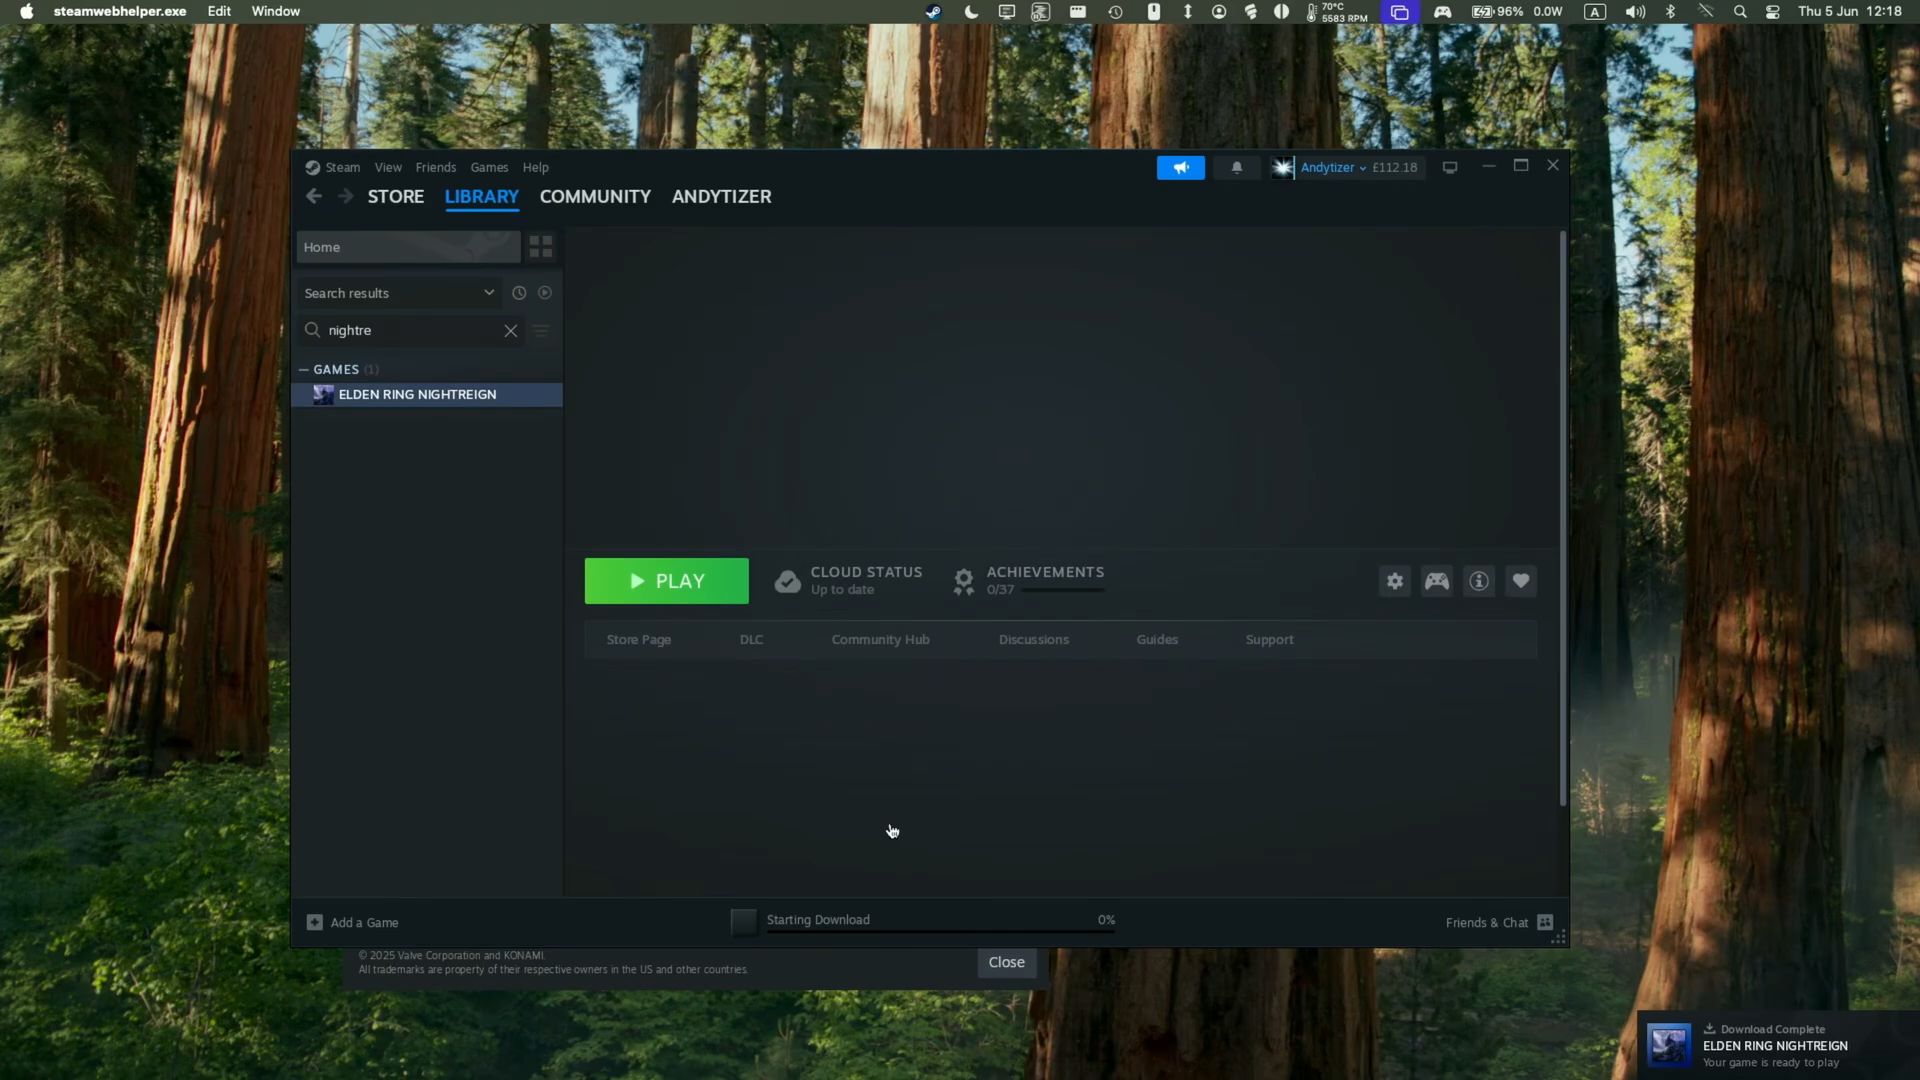 steamwebhelper.exe Edit Window
70°C
5583 RPM
96% 0.0W
A
Thu 5 Jun 12:18
Steam View Friends Games Help
Andytizer £112.18
STORE LIBRARY COMMUNITY ANDYTIZER
Home
Search results
nightre
GAMES (1)
ELDEN RING NIGHTREIGN
PLAY
CLOUD STATUS
Up to date
ACHIEVEMENTS
0/37
Store Page DLC Community Hub Discussions Guides Support
Add a Game
Starting Download 0%
Friends & Chat
© 2025 Valve Corporation and KONAMI.
All trademarks are property of their respective owners in the US and other countries.
Close
Download Complete
ELDEN RING NIGHTREIGN
Your game is ready to play